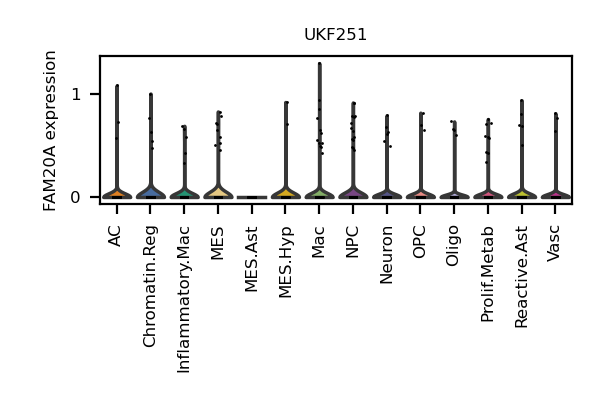 UKF251
FAM20A expression
1
0
AC
Chromatin.Reg
Inflammatory.Mac
MES
MES.Ast
MES.Hyp
Mac
NPC
Neuron
OPC
Oligo
Prolif.Metab
Reactive.Ast
Vasc